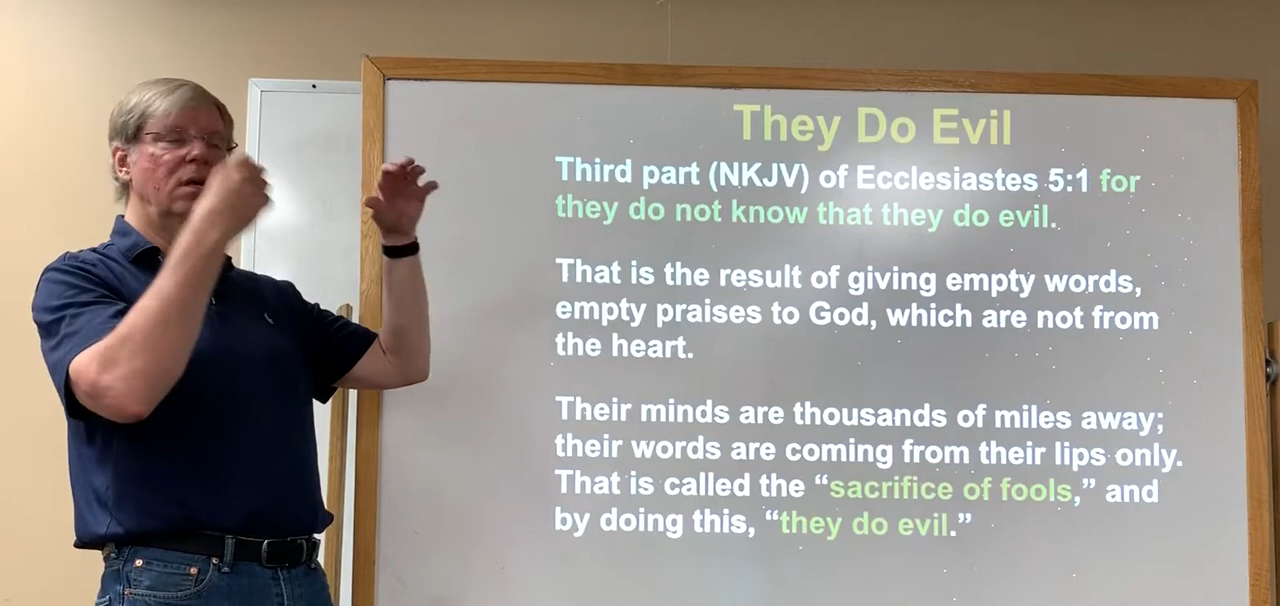 They Do Evil
Third part (NKJV) of Ecclesiastes 5:1 for
they do not know that they do evil.
That is the result of giving empty words,
empty praises to God, which are not from
the heart.
Their minds are thousands of miles away;
their words are coming from their lips only.
That is called the “sacrifice of fools,” and
by doing this, “they do evil.”